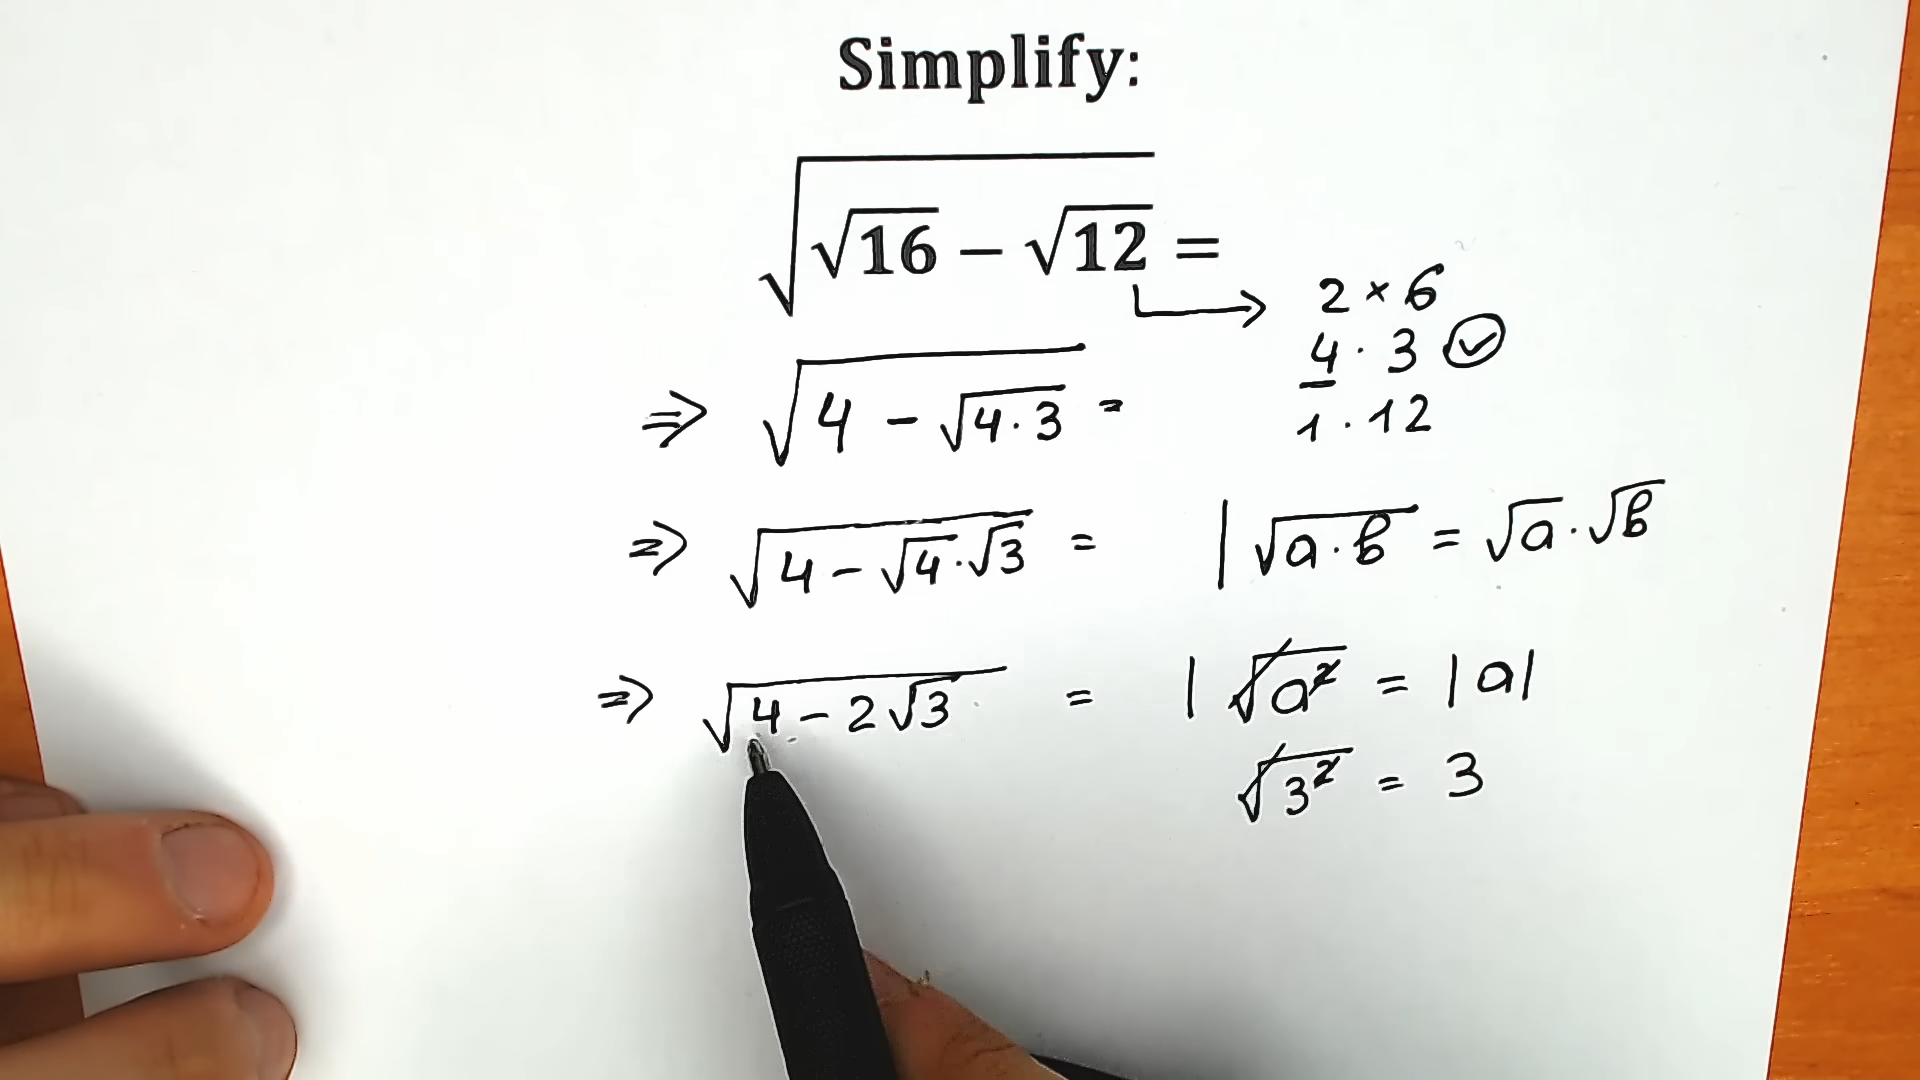 Simplify:
√(√16 − √12) =
2 × 6
4 · 3 ✓
1 · 12
⇒ √(4 − √(4·3)) =
⇒ √(4 − √4·√3) = | √(a·b) = √a · √b
⇒ √(4 − 2√3) = | √(a²) = |a|
√(3²) = 3